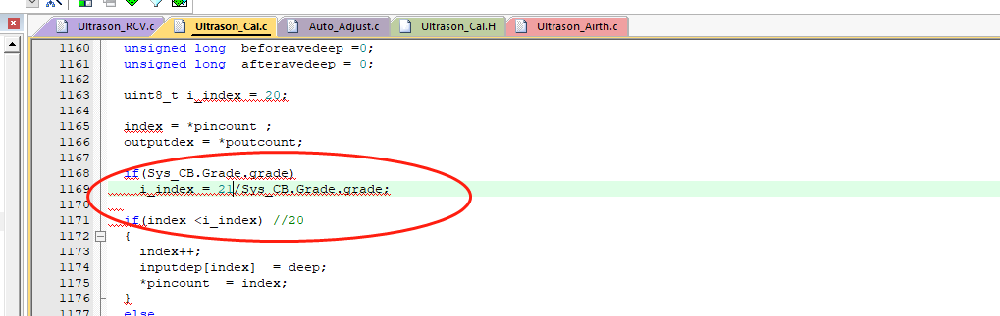 Ultrason_RCV.c Ultrason_Cal.c Auto_Adjust.c Ultrason_Cal.H Ultrason_Airth.c
1160 unsigned long beforeavedeep =0;
1161 unsigned long afteravedeep = 0;
1162
1163 uint8_t i_index = 20;
1164
1165 index = *pincount ;
1166 outputdex = *poutcount;
1167
1168 if(Sys_CB.Grade.grade)
1169 i_index = 21/Sys_CB.Grade.grade;
1170
1171 if(index <i_index) //20
1172 {
1173 index++;
1174 inputdep[index] = deep;
1175 *pincount = index;
1176 }
1177 else